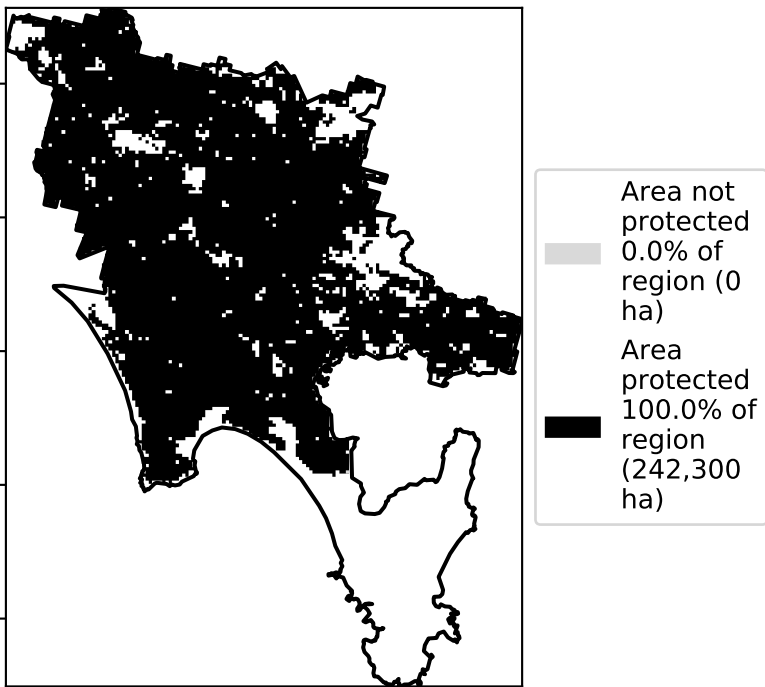 Area not
protected
0.0% of
region (0
ha)
Area
protected
100.0% of
region
(242,300
ha)